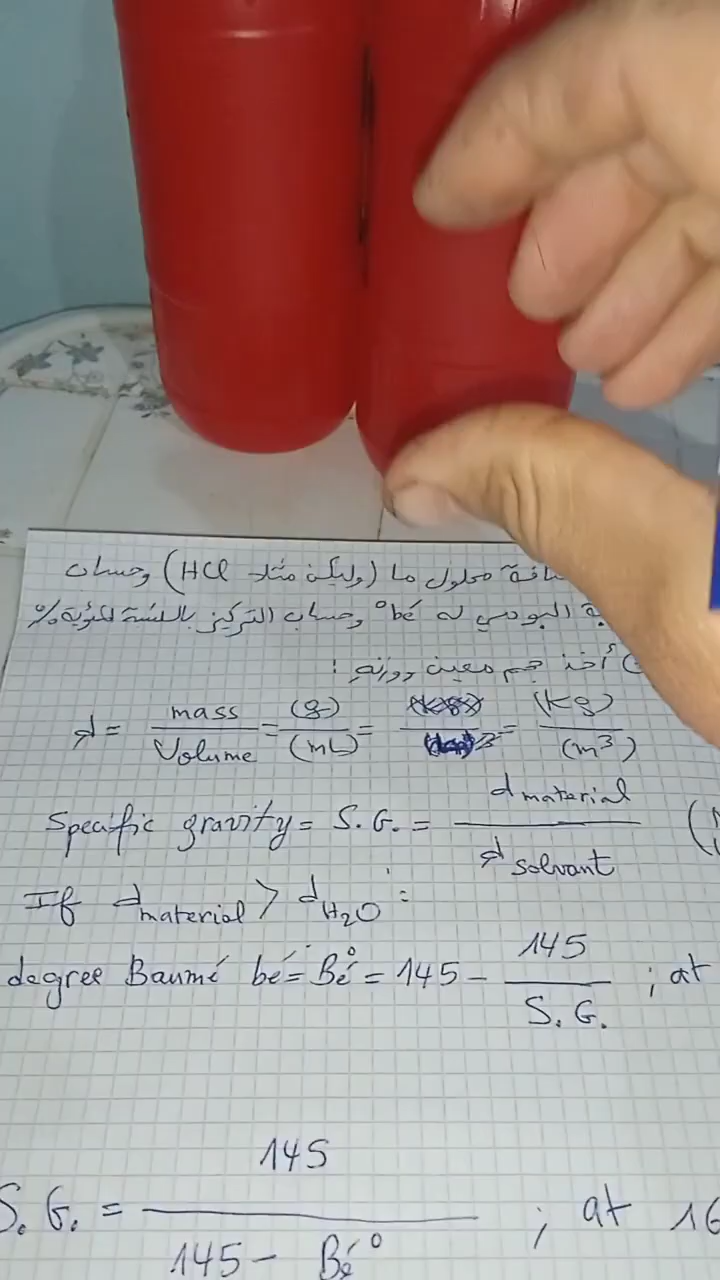 محلول ما (وليكن مثلا HCl) وحساب
البومي له bé° وحساب التركيز بالنسبة المئوية %
أخذ حجم معين ووزنه :
d = mass / Volume = (g) / (mL) = (Kg) / (m³)
Specific gravity = S.G. = d material / d solvant
If d material > d H₂O :
degree Baumé bé = Bé° = 145 - 145 / S.G. ; at
S.G. = 145 / 145 - Bé° ; at 16